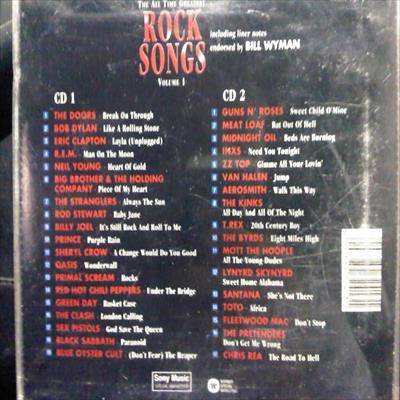 The All Time Greatest
ROCK
SONGS
VOLUME 1
including liner notes
endorsed by BILL WYMAN
CD 1
THE DOORS - Break On Through
BOB DYLAN - Like A Rolling Stone
ERIC CLAPTON - Layla (Unplugged)
R.E.M. - Man On The Moon
NEIL YOUNG - Heart Of Gold
BIG BROTHER & THE HOLDING
COMPANY - Piece Of My Heart
THE STRANGLERS - Always The Sun
ROD STEWART - Baby Jane
BILLY JOEL - It's Still Rock And Roll To Me
PRINCE - Purple Rain
SHERYL CROW - A Change Would Do You Good
OASIS - Wonderwall
PRIMAL SCREAM - Rocks
RED HOT CHILI PEPPERS - Under The Bridge
GREEN DAY - Basket Case
THE CLASH - London Calling
SEX PISTOLS - God Save The Queen
BLACK SABBATH - Paranoid
BLUE OYSTER CULT - (Don't Fear) The Reaper
CD 2
GUNS N' ROSES - Sweet Child O'Mine
MEAT LOAF - Bat Out Of Hell
MIDNIGHT OIL - Beds Are Burning
INXS - Need You Tonight
ZZ TOP - Gimme All Your Lovin'
VAN HALEN - Jump
AEROSMITH - Walk This Way
THE KINKS
All Day And All Of The Night
T.REX - 20th Century Boy
THE BYRDS - Eight Miles High
MOTT THE HOOPLE
All The Young Dudes
LYNYRD SKYNYRD
Sweet Home Alabama
SANTANA - She's Not There
TOTO - Africa
FLEETWOOD MAC - Don't Stop
THE PRETENDERS
Don't Get Me Wrong
CHRIS REA - The Road To Hell
Sony Music